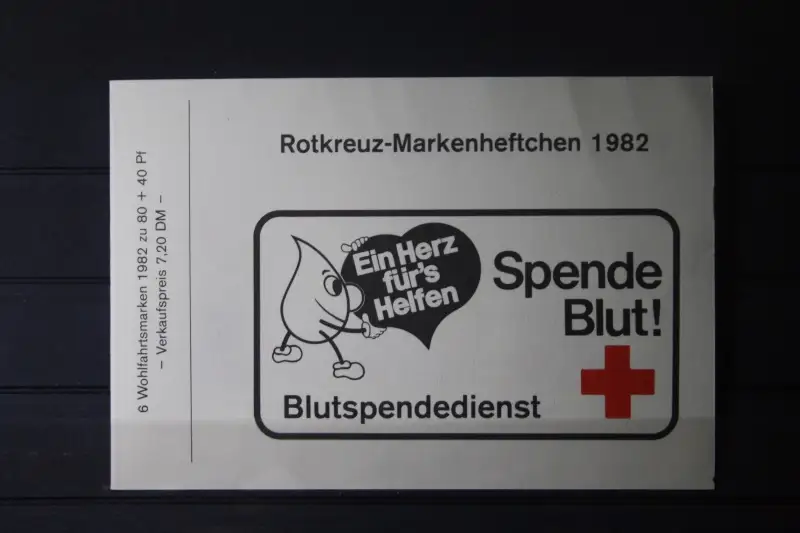 6 Wohlfahrtsmarken 1982 zu 80 + 40 Pf
– Verkaufspreis 7,20 DM –
Rotkreuz-Markenheftchen 1982
Ein Herz
für's
Helfen
Spende
Blut!
Blutspendedienst